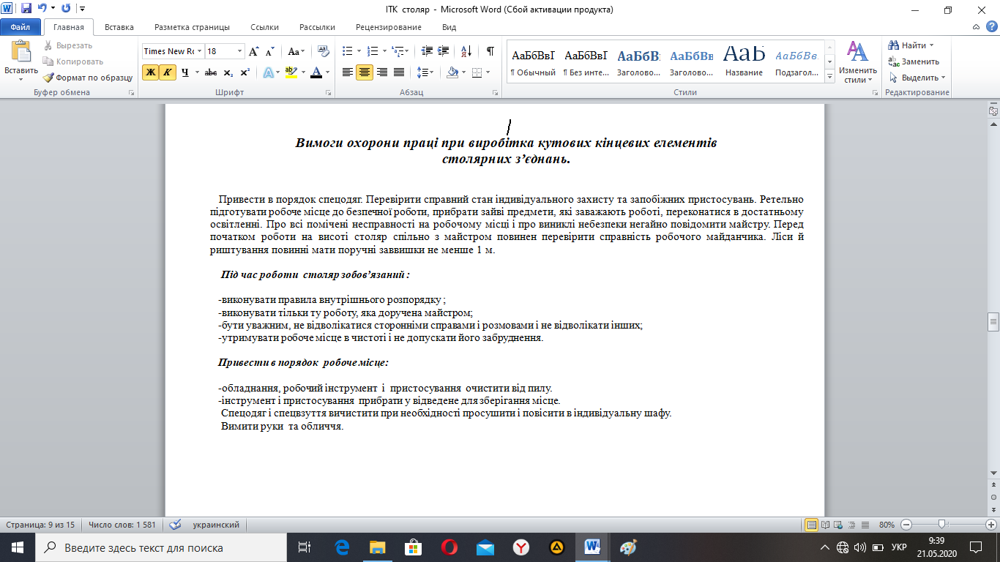 ІТК столяр - Microsoft Word (Сбой активации продукта)
Файл Главная Вставка Разметка страницы Ссылки Рассылки Рецензирование Вид
Вставить
Вырезать
Копировать
Формат по образцу
Буфер обмена
Times New Ro 18
Ж К Ч abc x₂ x²
Шрифт
Абзац
АаБбВвІ АаБбВвІ АаБбВ АаБбВв АаБ АаБбВв
¶ Обычный ¶ Без инте... Заголово... Заголово... Название Подзагол...
Стили
Изменить
стили
Найти
Заменить
Выделить
Редактирование
Вимоги охорони праці при виробітка кутових кінцевих елементів
столярних з’єднань.
Привести в порядок спецодяг. Перевірити справний стан індивідуального захисту та запобіжних пристосувань. Ретельно
підготувати робоче місце до безпечної роботи, прибрати зайві предмети, які заважають роботі, переконатися в достатньому
освітленні. Про всі помічені несправності на робочому місці і про виниклі небезпеки негайно повідомити майстру. Перед
початком роботи на висоті столяр спільно з майстром повинен перевірити справність робочого майданчика. Ліси й
риштування повинні мати поручні заввишки не менше 1 м.
Під час роботи столяр зобов’язаний :
-виконувати правила внутрішнього розпорядку ;
-виконувати тільки ту роботу, яка доручена майстром;
-бути уважним, не відволікатися сторонніми справами і розмовами і не відволікати інших;
-утримувати робоче місце в чистоті і не допускати його забруднення.
Привести в порядок робоче місце:
-обладнання, робочий інструмент і пристосування очистити від пилу.
-інструмент і пристосування прибрати у відведене для зберігання місце.
Спецодяг і спецвзуття вичистити при необхідності просушити і повісити в індивідуальну шафу.
Вимити руки та обличчя.
Страница: 9 из 15 Число слов: 1 581 украинский 80%
Введите здесь текст для поиска
УКР
9:39
21.05.2020